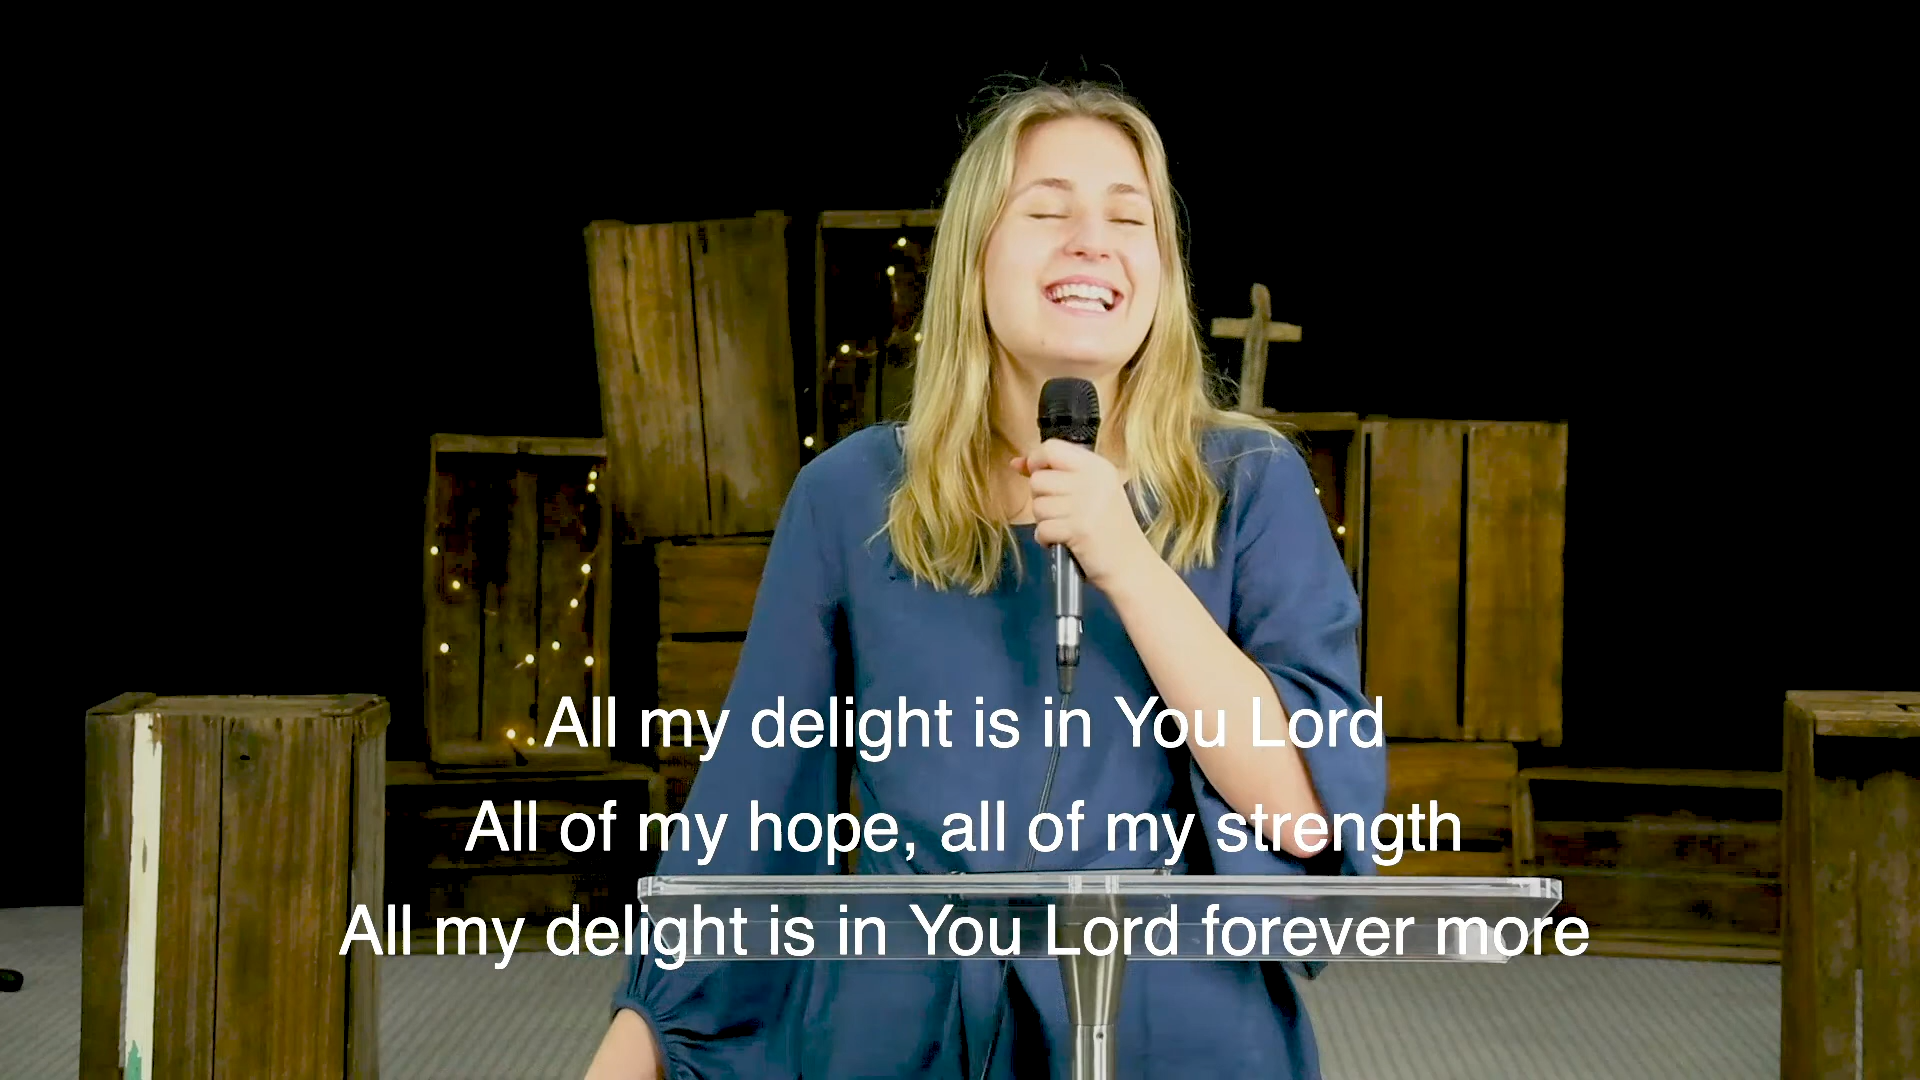 All my delight is in You Lord
All of my hope, all of my strength
All my delight is in You Lord forever more